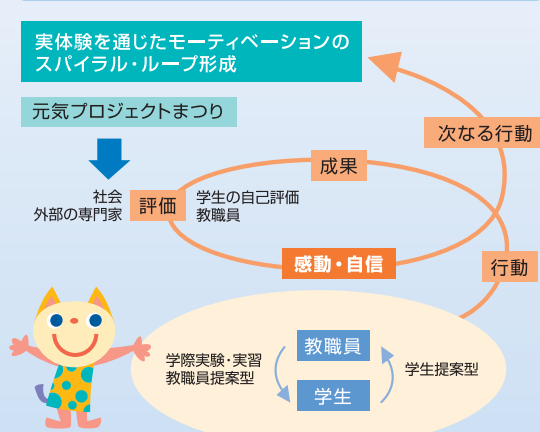 実体験を通じたモーティベーションの
スパイラル・ループ形成
元気プロジェクトまつり
次なる行動
成果
社会
外部の専門家
評価
学生の自己評価
教職員
感動・自信
行動
教職員
学際実験・実習
教職員提案型
学生提案型
学生